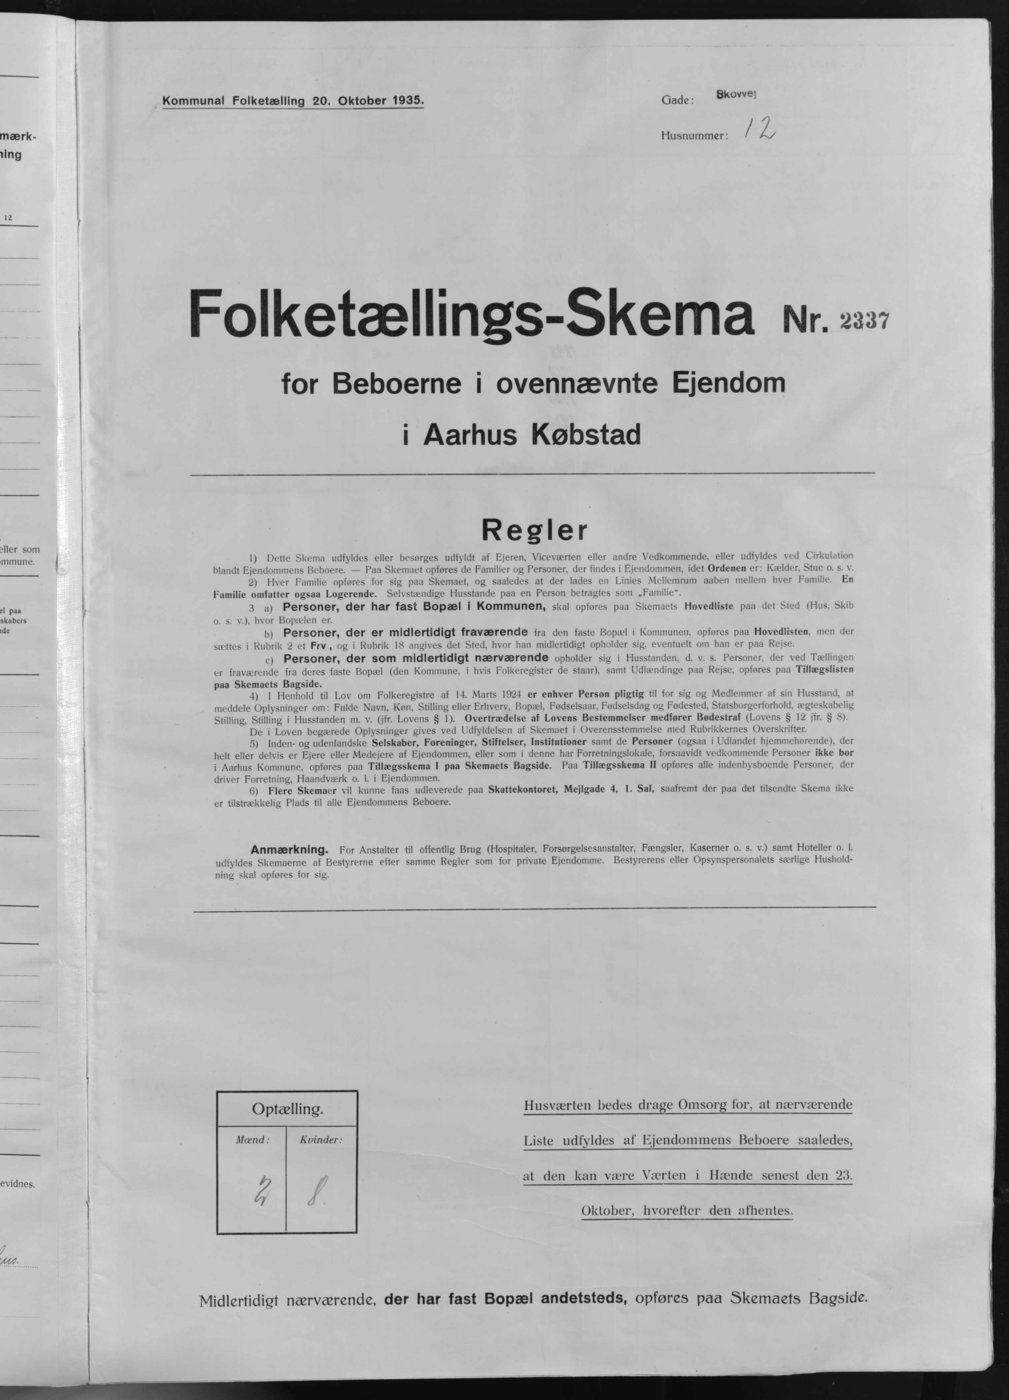 mærk-
ning
12
eller som
ommune.
el paa
skabers
nde
evidnes.
Kommunal Folketælling 20. Oktober 1935.
Gade: Skovvej
Husnummer: 12
Folketællings-Skema Nr. 2337
for Beboerne i ovennævnte Ejendom
i Aarhus Købstad
Regler
1) Dette Skema udfyldes eller besørges udfyldt af Ejeren, Viceværten eller andre Vedkommende, eller udfyldes ved Cirkulation
blandt Ejendommens Beboere. — Paa Skemaet opføres de Familier og Personer, der findes i Ejendommen, idet Ordenen er: Kælder, Stue o. s. v.
2) Hver Familie opføres for sig paa Skemaet, og saaledes at der lades en Linies Mellemrum aaben mellem hver Familie. En
Familie omfatter ogsaa Logerende. Selvstændige Husstande paa en Person betragtes som „Familie“.
3 a) Personer, der har fast Bopæl i Kommunen, skal opføres paa Skemaets Hovedliste paa det Sted (Hus, Skib
o. s. v.), hvor Bopælen er.
b) Personer, der er midlertidigt fraværende fra den faste Bopæl i Kommunen, opføres paa Hovedlisten, men der
sættes i Rubrik 2 et Frv., og i Rubrik 18 angives det Sted, hvor han midlertidigt opholder sig, eventuelt om han er paa Rejse.
c) Personer, der som midlertidigt nærværende opholder sig i Husstanden, d. v. s. Personer, der ved Tællingen
er fraværende fra deres faste Bopæl (den Kommune, i hvis Folkeregister de staar), samt Udlændinge paa Rejse, opføres paa Tillægslisten
paa Skemaets Bagside.
4) I Henhold til Lov om Folkeregistre af 14. Marts 1924 er enhver Person pligtig til for sig og Medlemmer af sin Husstand, at
meddele Oplysninger om: Fulde Navn, Køn, Stilling eller Erhverv, Bopæl, Fødselsaar, Fødselsdag og Fødested, Statsborgerforhold, ægteskabelig
Stilling, Stilling i Husstanden m. v. (jfr. Lovens § 1). Overtrædelse af Lovens Bestemmelser medfører Bødestraf (Lovens § 12 jfr. § 8).
De i Loven begærede Oplysninger gives ved Udfyldelsen af Skemaet i Overensstemmelse med Rubrikkernes Overskrifter.
5) Inden- og udenlandske Selskaber, Foreninger, Stiftelser, Institutioner samt de Personer (ogsaa i Udlandet hjemmehørende), der
helt eller delvis er Ejere eller Medejere af Ejendommen, eller som i denne har Forretningslokale, forsaavidt vedkommende Personer ikke bor
i Aarhus Kommune, opføres paa Tillægsskema I paa Skemaets Bagside. Paa Tillægsskema II opføres alle indenbysboende Personer, der
driver Forretning, Haandværk o. l. i Ejendommen.
6) Flere Skemaer vil kunne faas udleverede paa Skattekontoret, Mejlgade 4, 1. Sal, saafremt der paa det tilsendte Skema ikke
er tilstrækkelig Plads til alle Ejendommens Beboere.
Anmærkning. For Anstalter til offentlig Brug (Hospitaler, Forsørgelsesanstalter, Fængsler, Kaserner o. s. v.) samt Hoteller o. l.
udfyldes Skemaerne af Bestyrerne efter samme Regler som for private Ejendomme. Bestyrerens eller Opsynspersonalets særlige Hushold-
ning skal opføres for sig.
Optælling.
Mænd: Kvinder:
2 8
Husværten bedes drage Omsorg for, at nærværende
Liste udfyldes af Ejendommens Beboere saaledes,
at den kan være Værten i Hænde senest den 23.
Oktober, hvorefter den afhentes.
Midlertidigt nærværende, der har fast Bopæl andetsteds, opføres paa Skemaets Bagside.